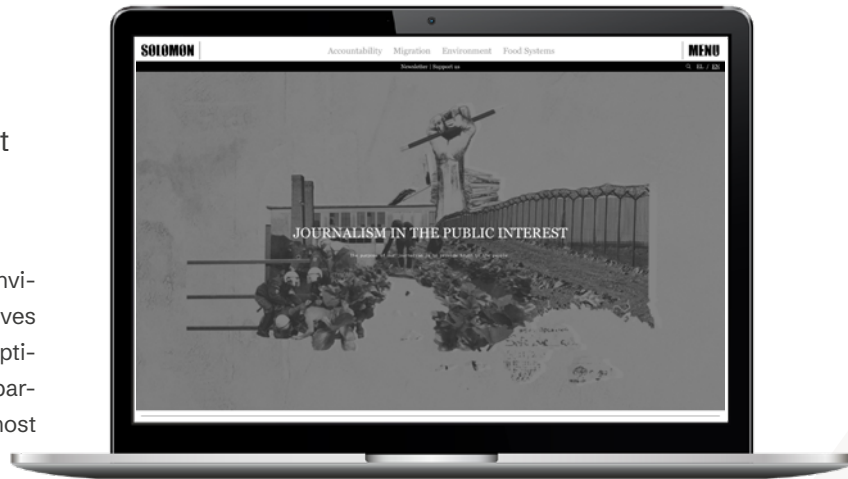 t
nvi-
ves
pti-
par-
nost
SOLOMON
Accountability Migration Environment Food Systems
MENU
Newsletter | Support us
EL / EN
JOURNALISM IN THE PUBLIC INTEREST